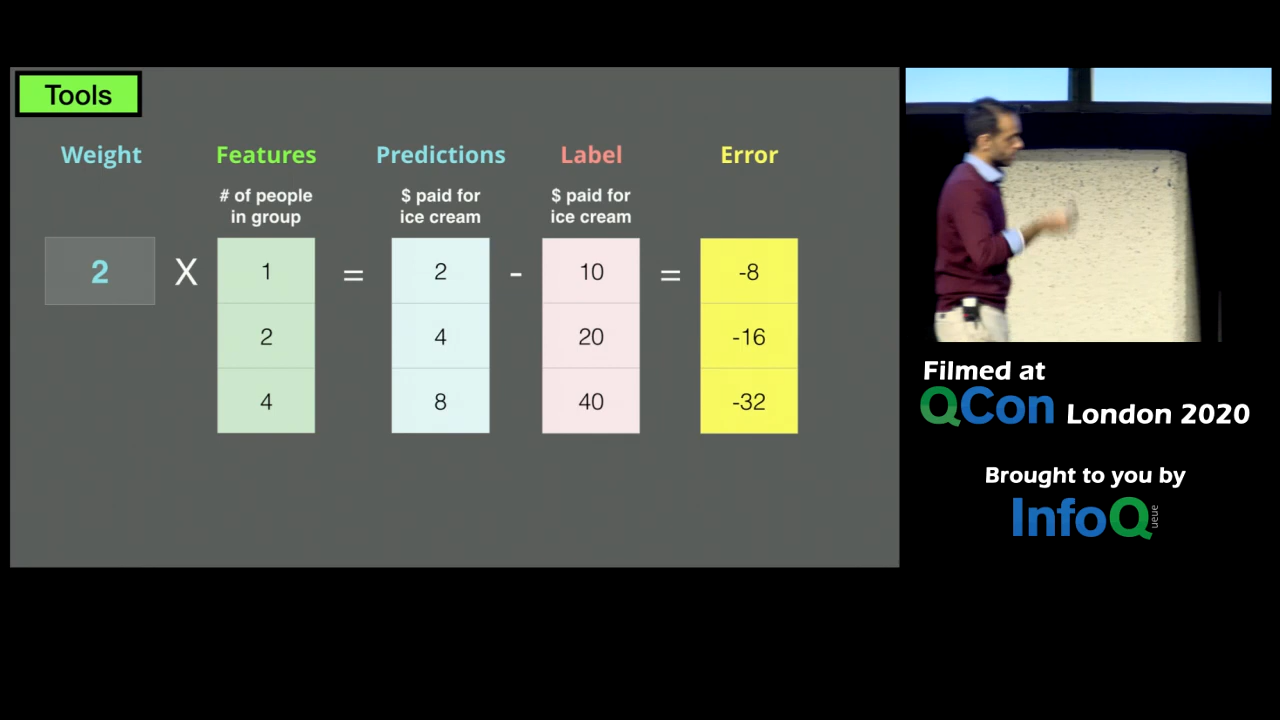 Tools
Weight Features Predictions Label Error
# of people
in group
$ paid for
ice cream
$ paid for
ice cream
2 X 1 = 2 - 10 = -8
2 4 20 -16
4 8 40 -32
Filmed at
QCon London 2020
Brought to you by
InfoQ
ueue